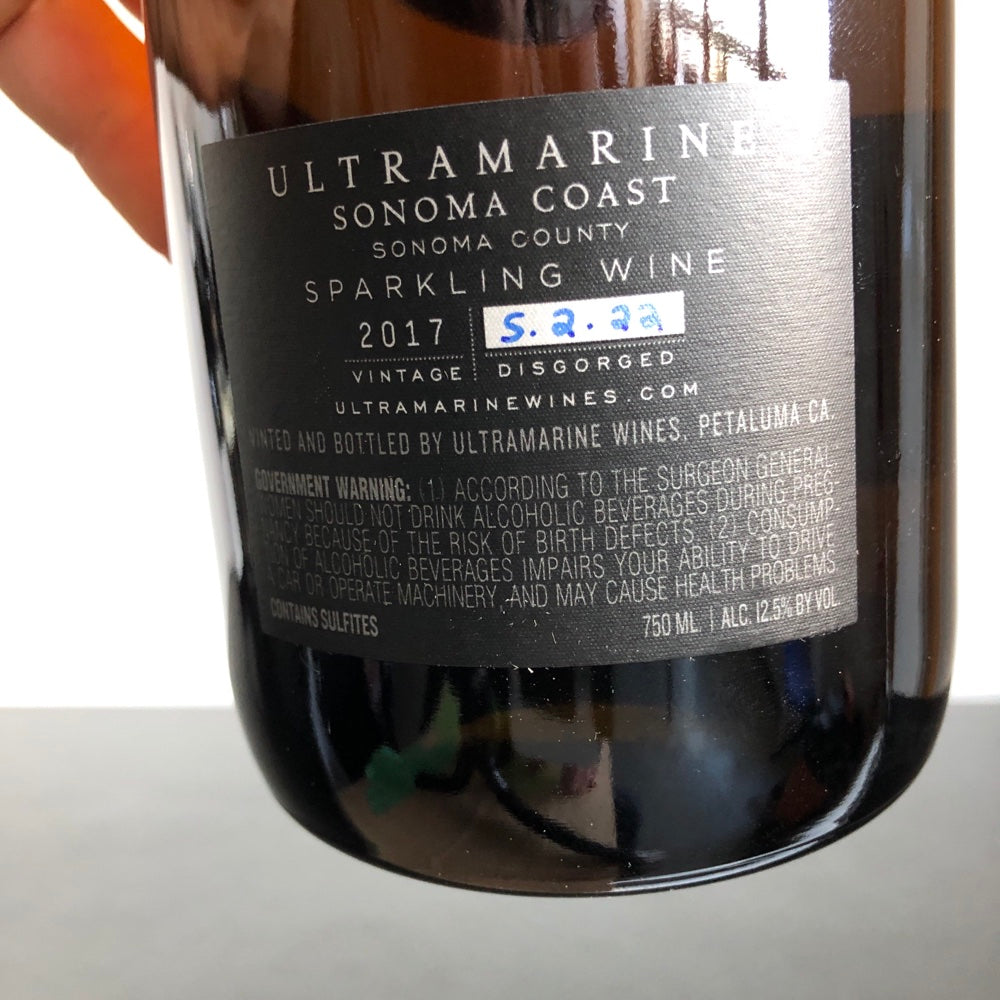 ULTRAMARINE
SONOMA COAST
SONOMA COUNTY
SPARKLING WINE
2017 5.2.22
VINTAGE DISGORGED
ULTRAMARINEWINES.COM
VINTED AND BOTTLED BY ULTRAMARINE WINES, PETALUMA CA.
GOVERNMENT WARNING: (1) ACCORDING TO THE SURGEON GENERAL
WOMEN SHOULD NOT DRINK ALCOHOLIC BEVERAGES DURING PREG-
NANCY BECAUSE OF THE RISK OF BIRTH DEFECTS. (2) CONSUMP-
TION OF ALCOHOLIC BEVERAGES IMPAIRS YOUR ABILITY TO DRIVE
A CAR OR OPERATE MACHINERY, AND MAY CAUSE HEALTH PROBLEMS
CONTAINS SULFITES 750 ML. | ALC. 12.5% BY VOL